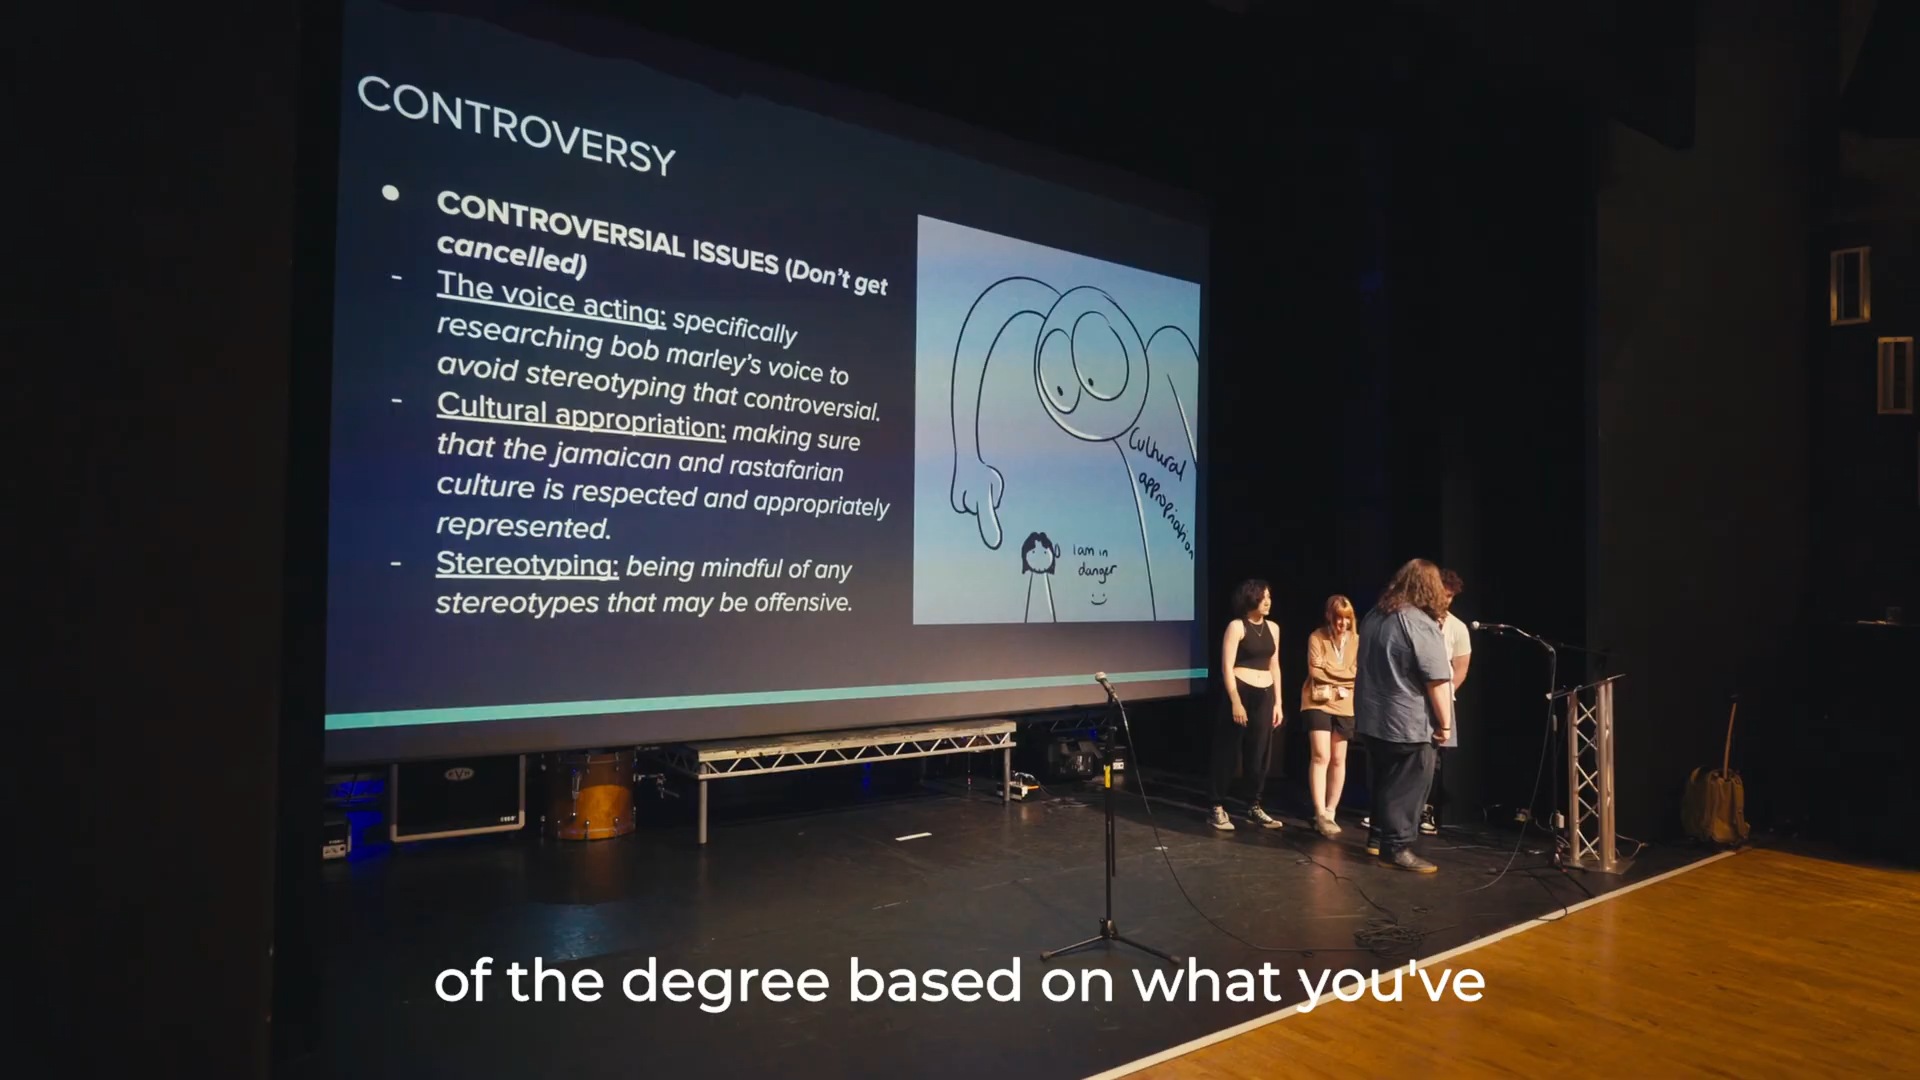 CONTROVERSY
● CONTROVERSIAL ISSUES (Don't get
cancelled)
- The voice acting: specifically
researching bob marley's voice to
avoid stereotyping that controversial.
- Cultural appropriation: making sure
that the jamaican and rastafarian
culture is respected and appropriately
represented.
- Stereotyping: being mindful of any
stereotypes that may be offensive.
Cultural
appropriation
I am in
danger
EVH
of the degree based on what you've